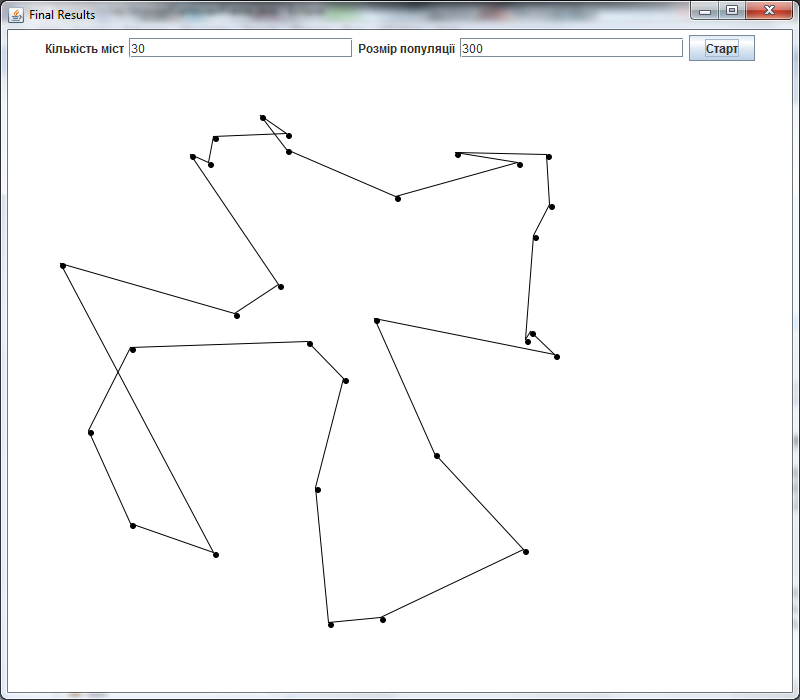 Final Results
Кількість міст 30 Розмір популяції 300 Старт